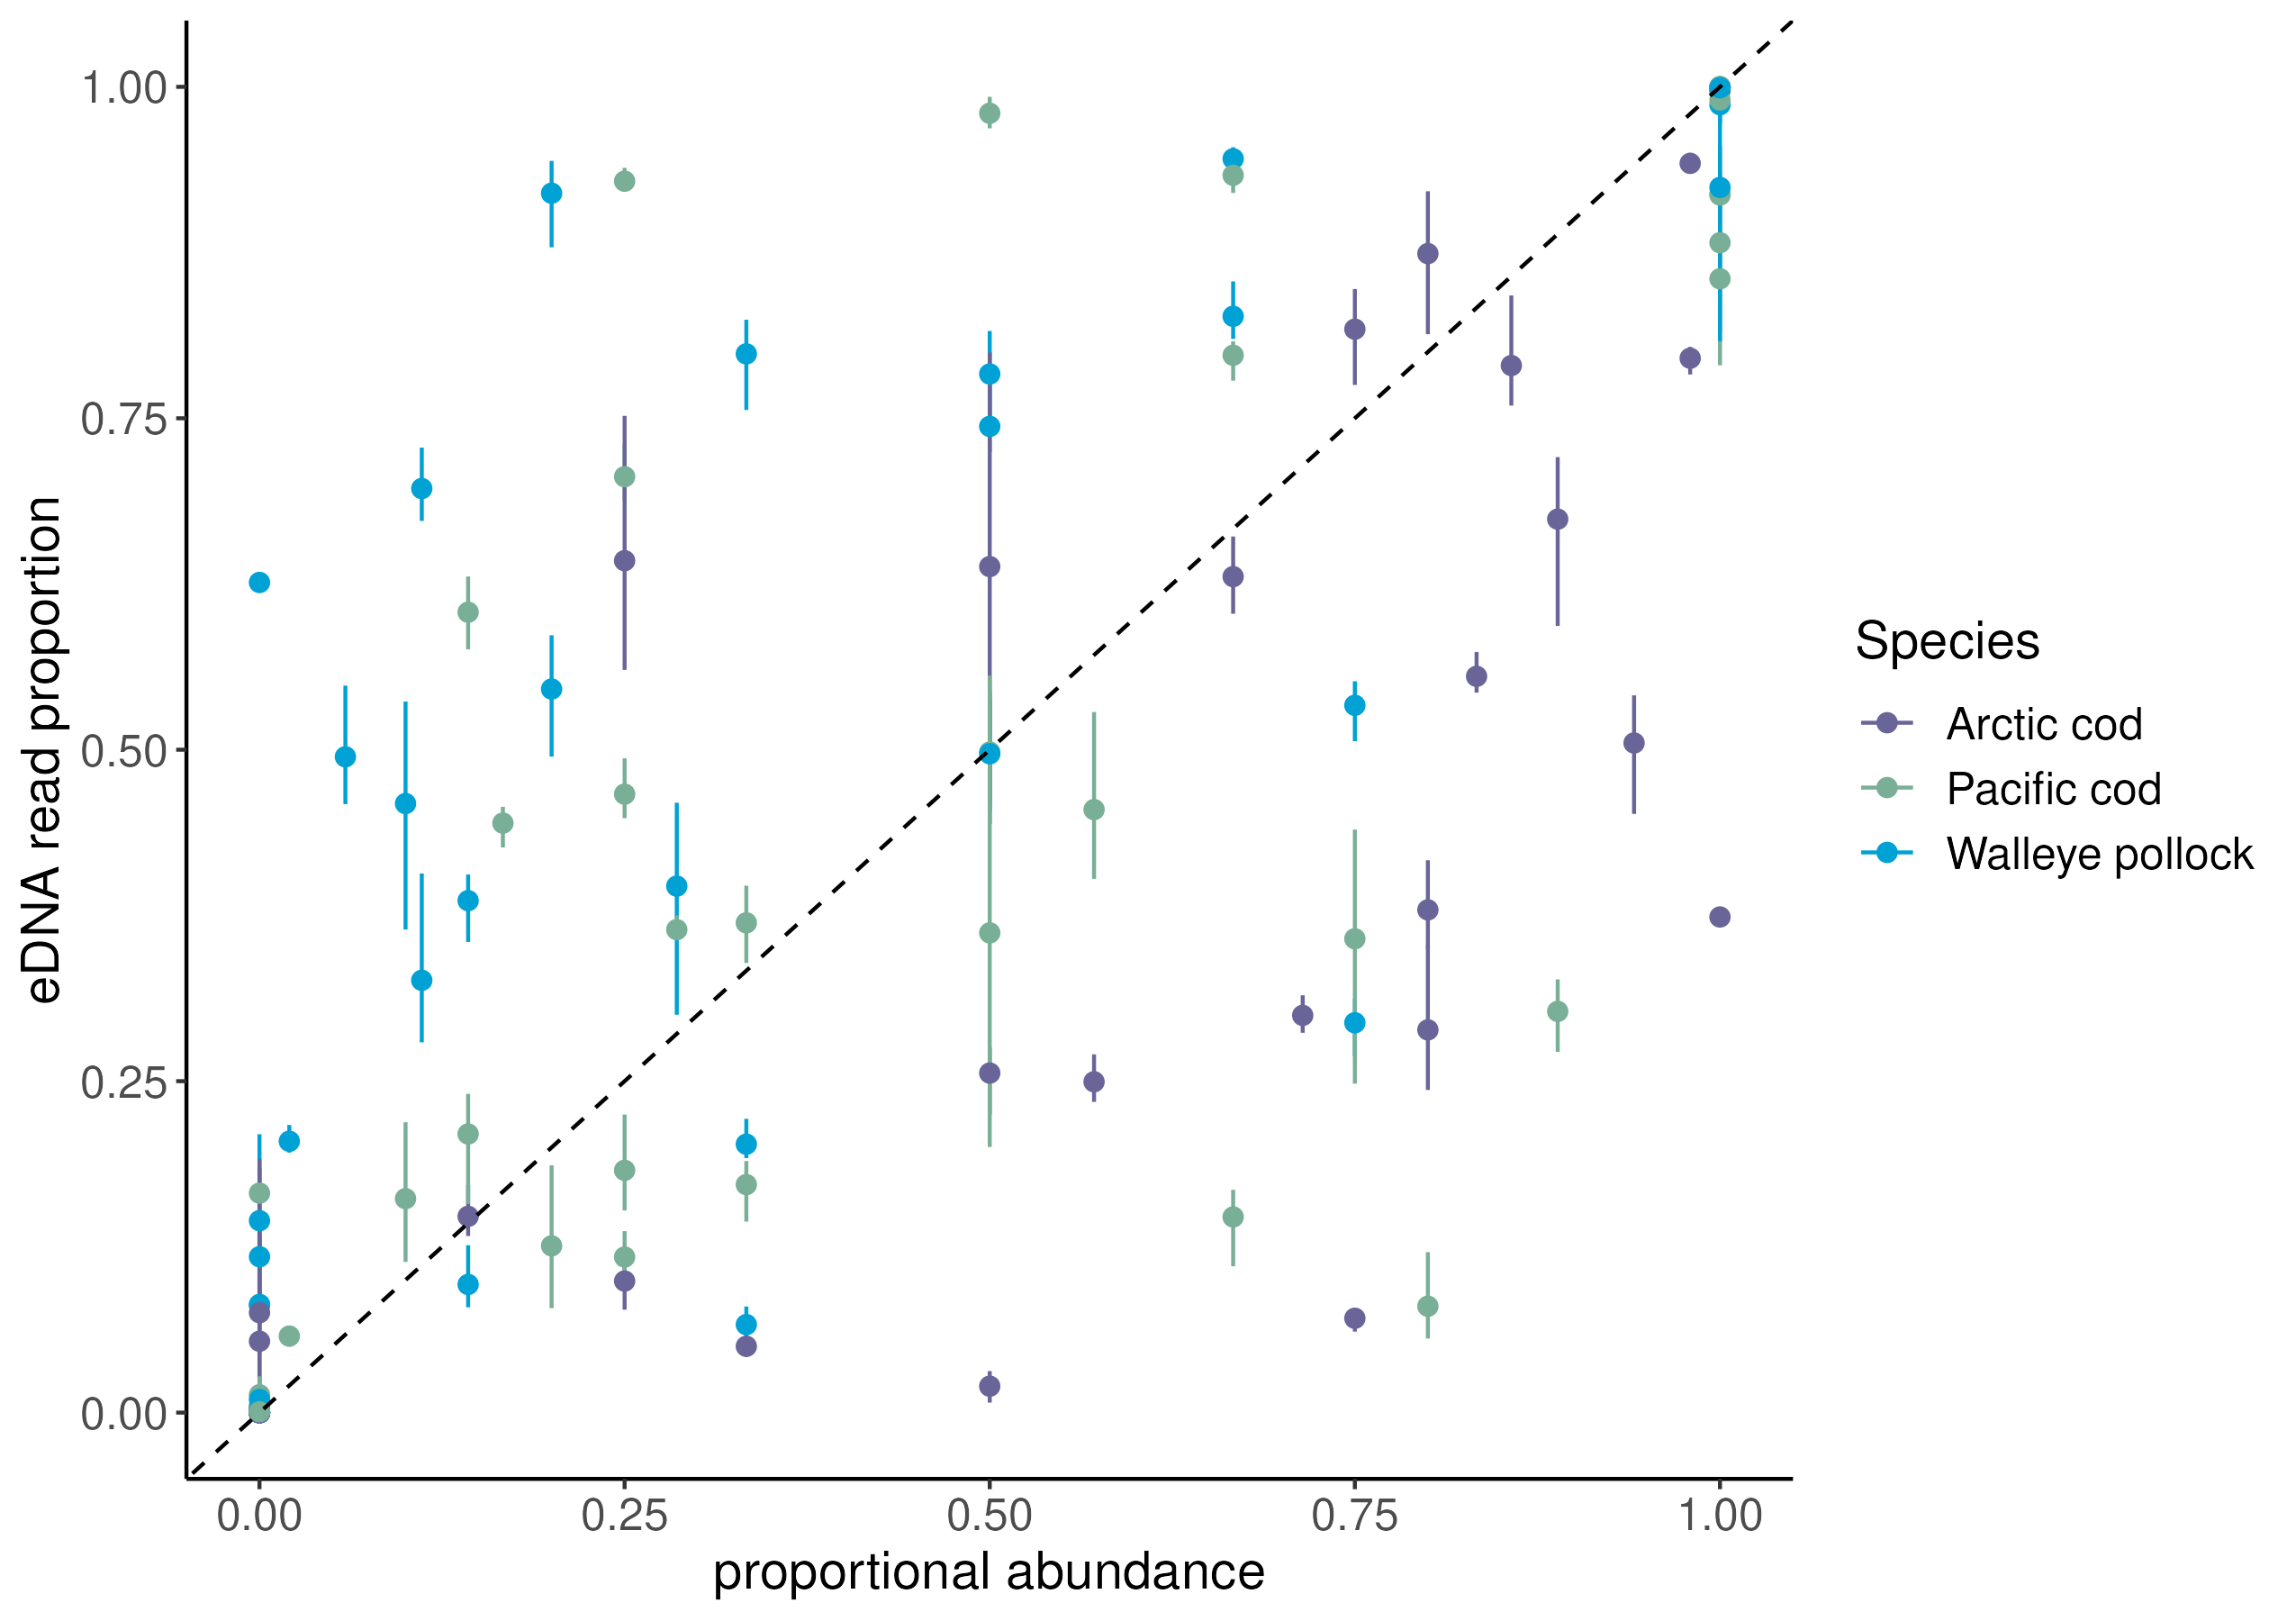 eDNA read proportion
1.00
0.75
0.50
0.25
0.00
0.00 0.25 0.50 0.75 1.00
proportional abundance
Species
Arctic cod
Pacific cod
Walleye pollock